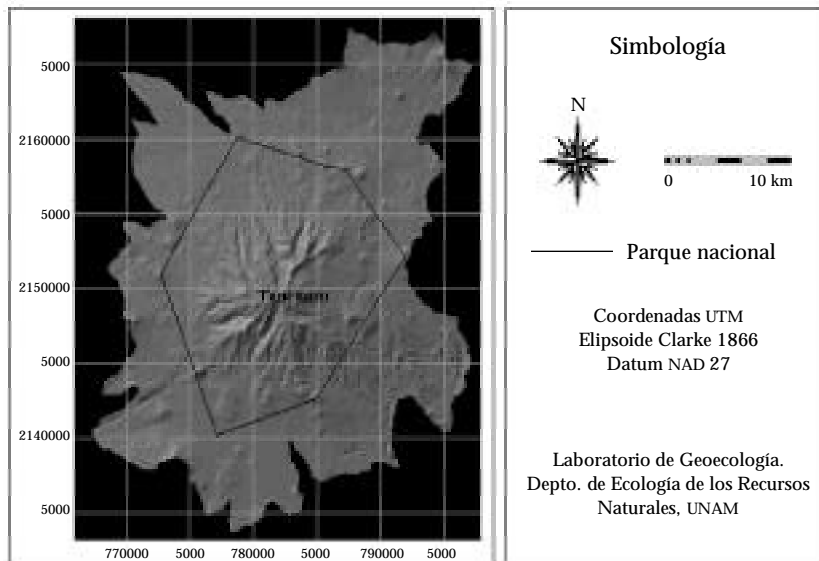 5000
2160000
5000
2150000
5000
2140000
5000
770000 5000 780000 5000 790000 5000
Simbología
N
0 10 km
Parque nacional
Coordenadas UTM
Elipsoide Clarke 1866
Datum NAD 27
Laboratorio de Geoecología.
Depto. de Ecología de los Recursos
Naturales, UNAM